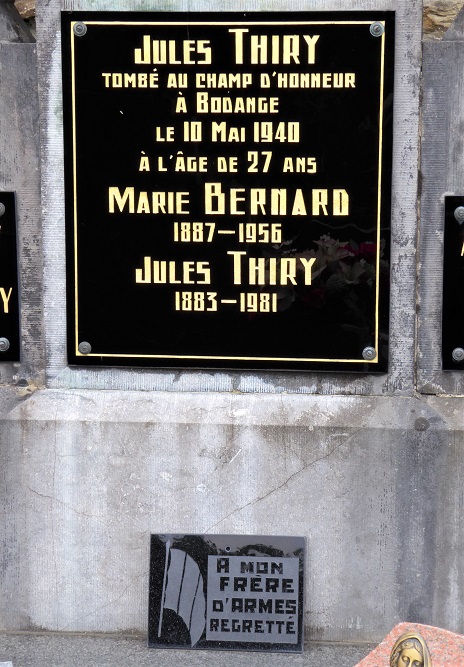 JULES THIRY
TOMBÉ AU CHAMP D'HONNEUR
À BODANGE
LE 10 MAI 1940
À L'ÂGE DE 27 ANS
MARIE BERNARD
1887-1956
JULES THIRY
1883-1981
Y
A MON
FRÈRE
D'ARMES
REGRETTÉ